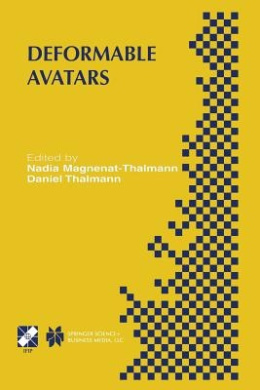 DEFORMABLE
AVATARS
Edited by
Nadia Magnenat-Thalmann
Daniel Thalmann
SPRINGER SCIENCE+
BUSINESS MEDIA, LLC
IFIP